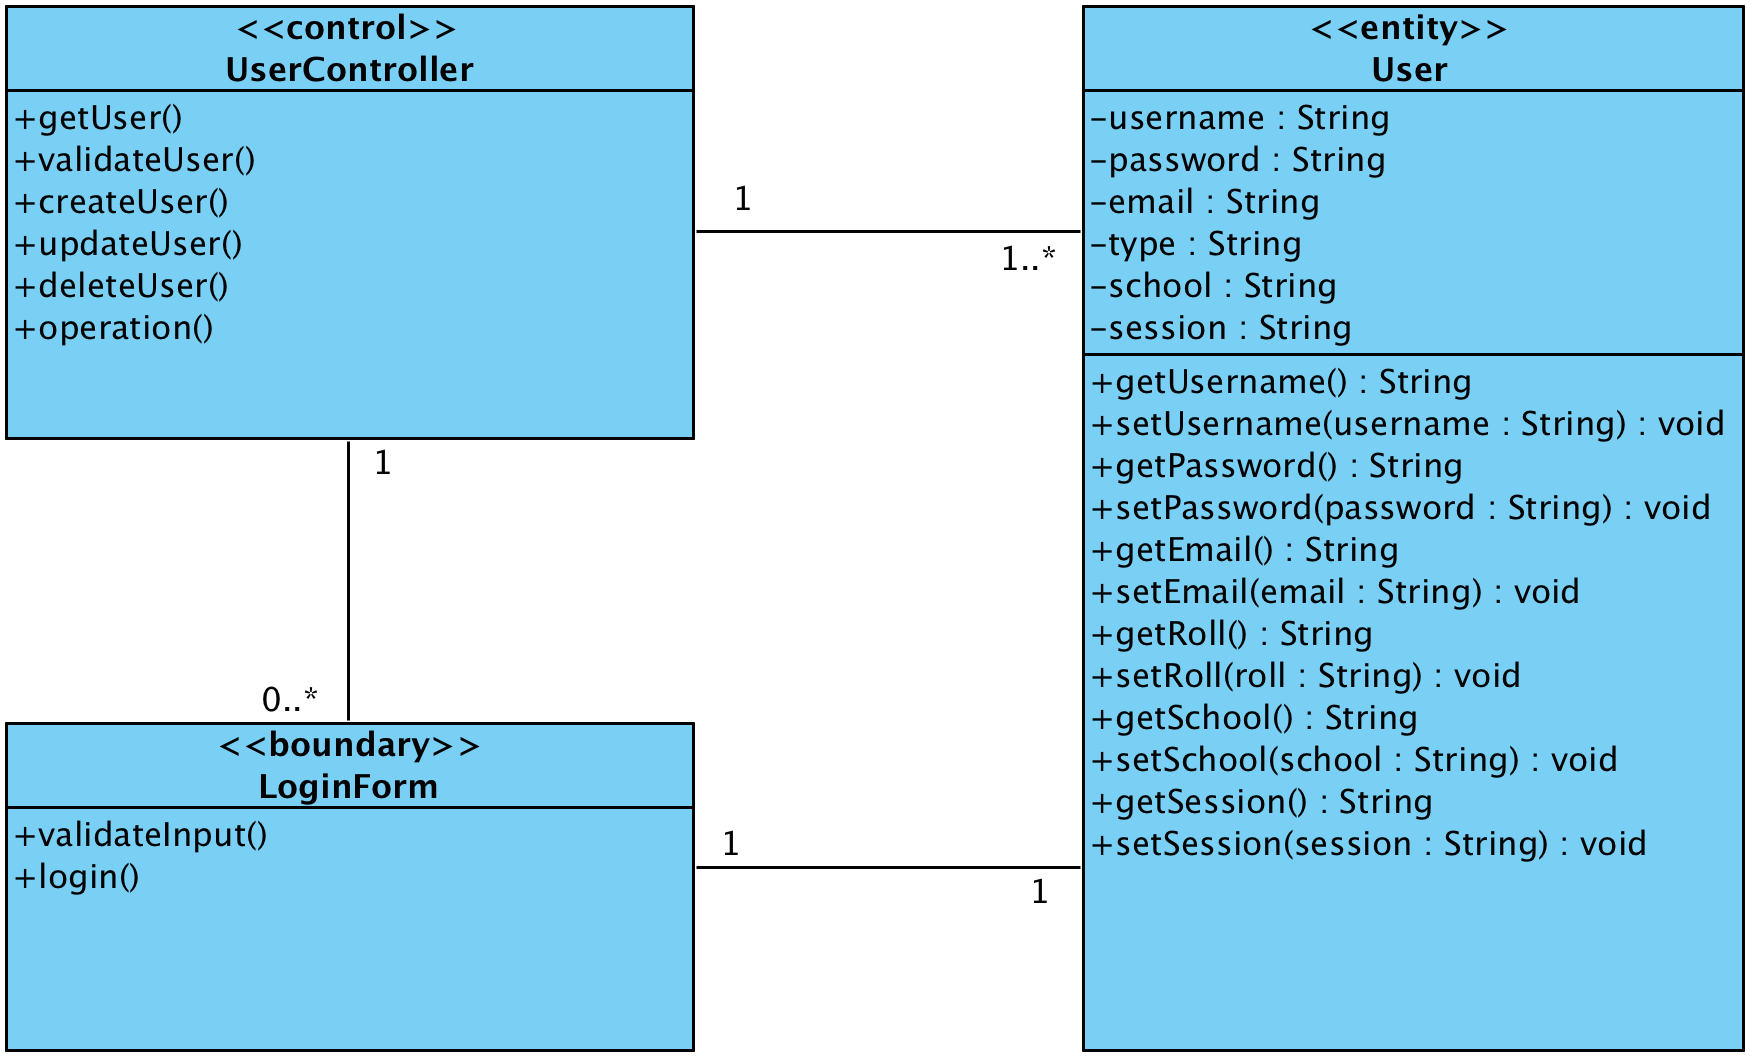 <<control>>
UserController
+getUser()
+validateUser()
+createUser()
+updateUser()
+deleteUser()
+operation()
1
1..*
<<entity>>
User
-username : String
-password : String
-email : String
-type : String
-school : String
-session : String
+getUsername() : String
+setUsername(username : String) : void
+getPassword() : String
+setPassword(password : String) : void
+getEmail() : String
+setEmail(email : String) : void
+getRoll() : String
+setRoll(roll : String) : void
+getSchool() : String
+setSchool(school : String) : void
+getSession() : String
+setSession(session : String) : void
1
0..*
<<boundary>>
LoginForm
+validateInput()
+login()
1
1